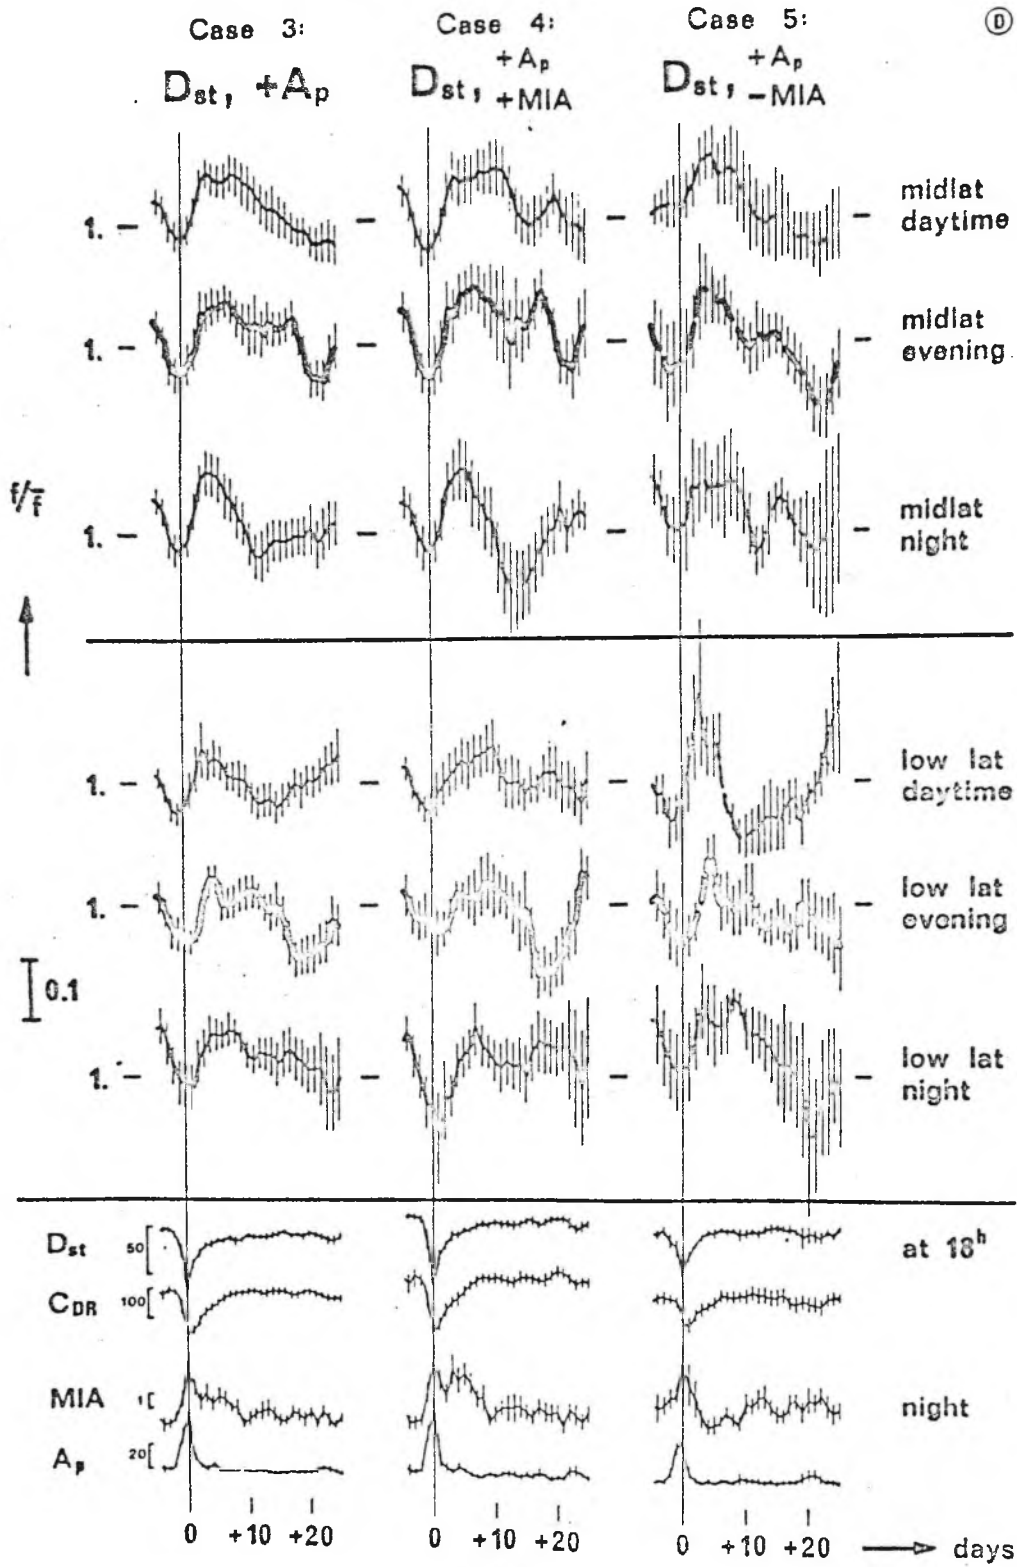 Case 3: Case 4: Case 5: D
Dst, +Ap Dst, +Ap +MIA Dst, +Ap -MIA
1. midlat daytime
1. midlat evening
f/f̅
1. midlat night
1. low lat daytime
1. low lat evening
0.1
1. low lat night
Dst 50 at 18h
CDR 100
MIA 1 night
Ap 20
0 +10 +20 0 +10 +20 0 +10 +20 days